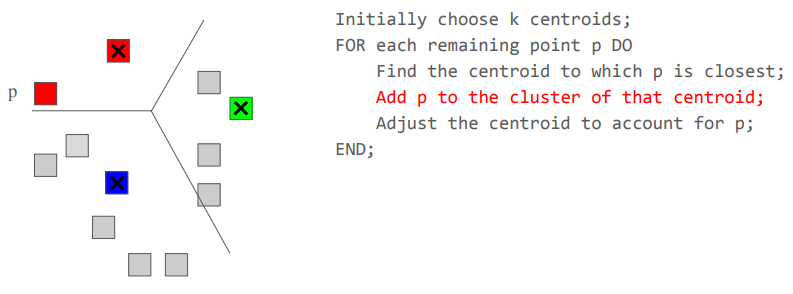 p
Initially choose k centroids;
FOR each remaining point p DO
Find the centroid to which p is closest;
Add p to the cluster of that centroid;
Adjust the centroid to account for p;
END;